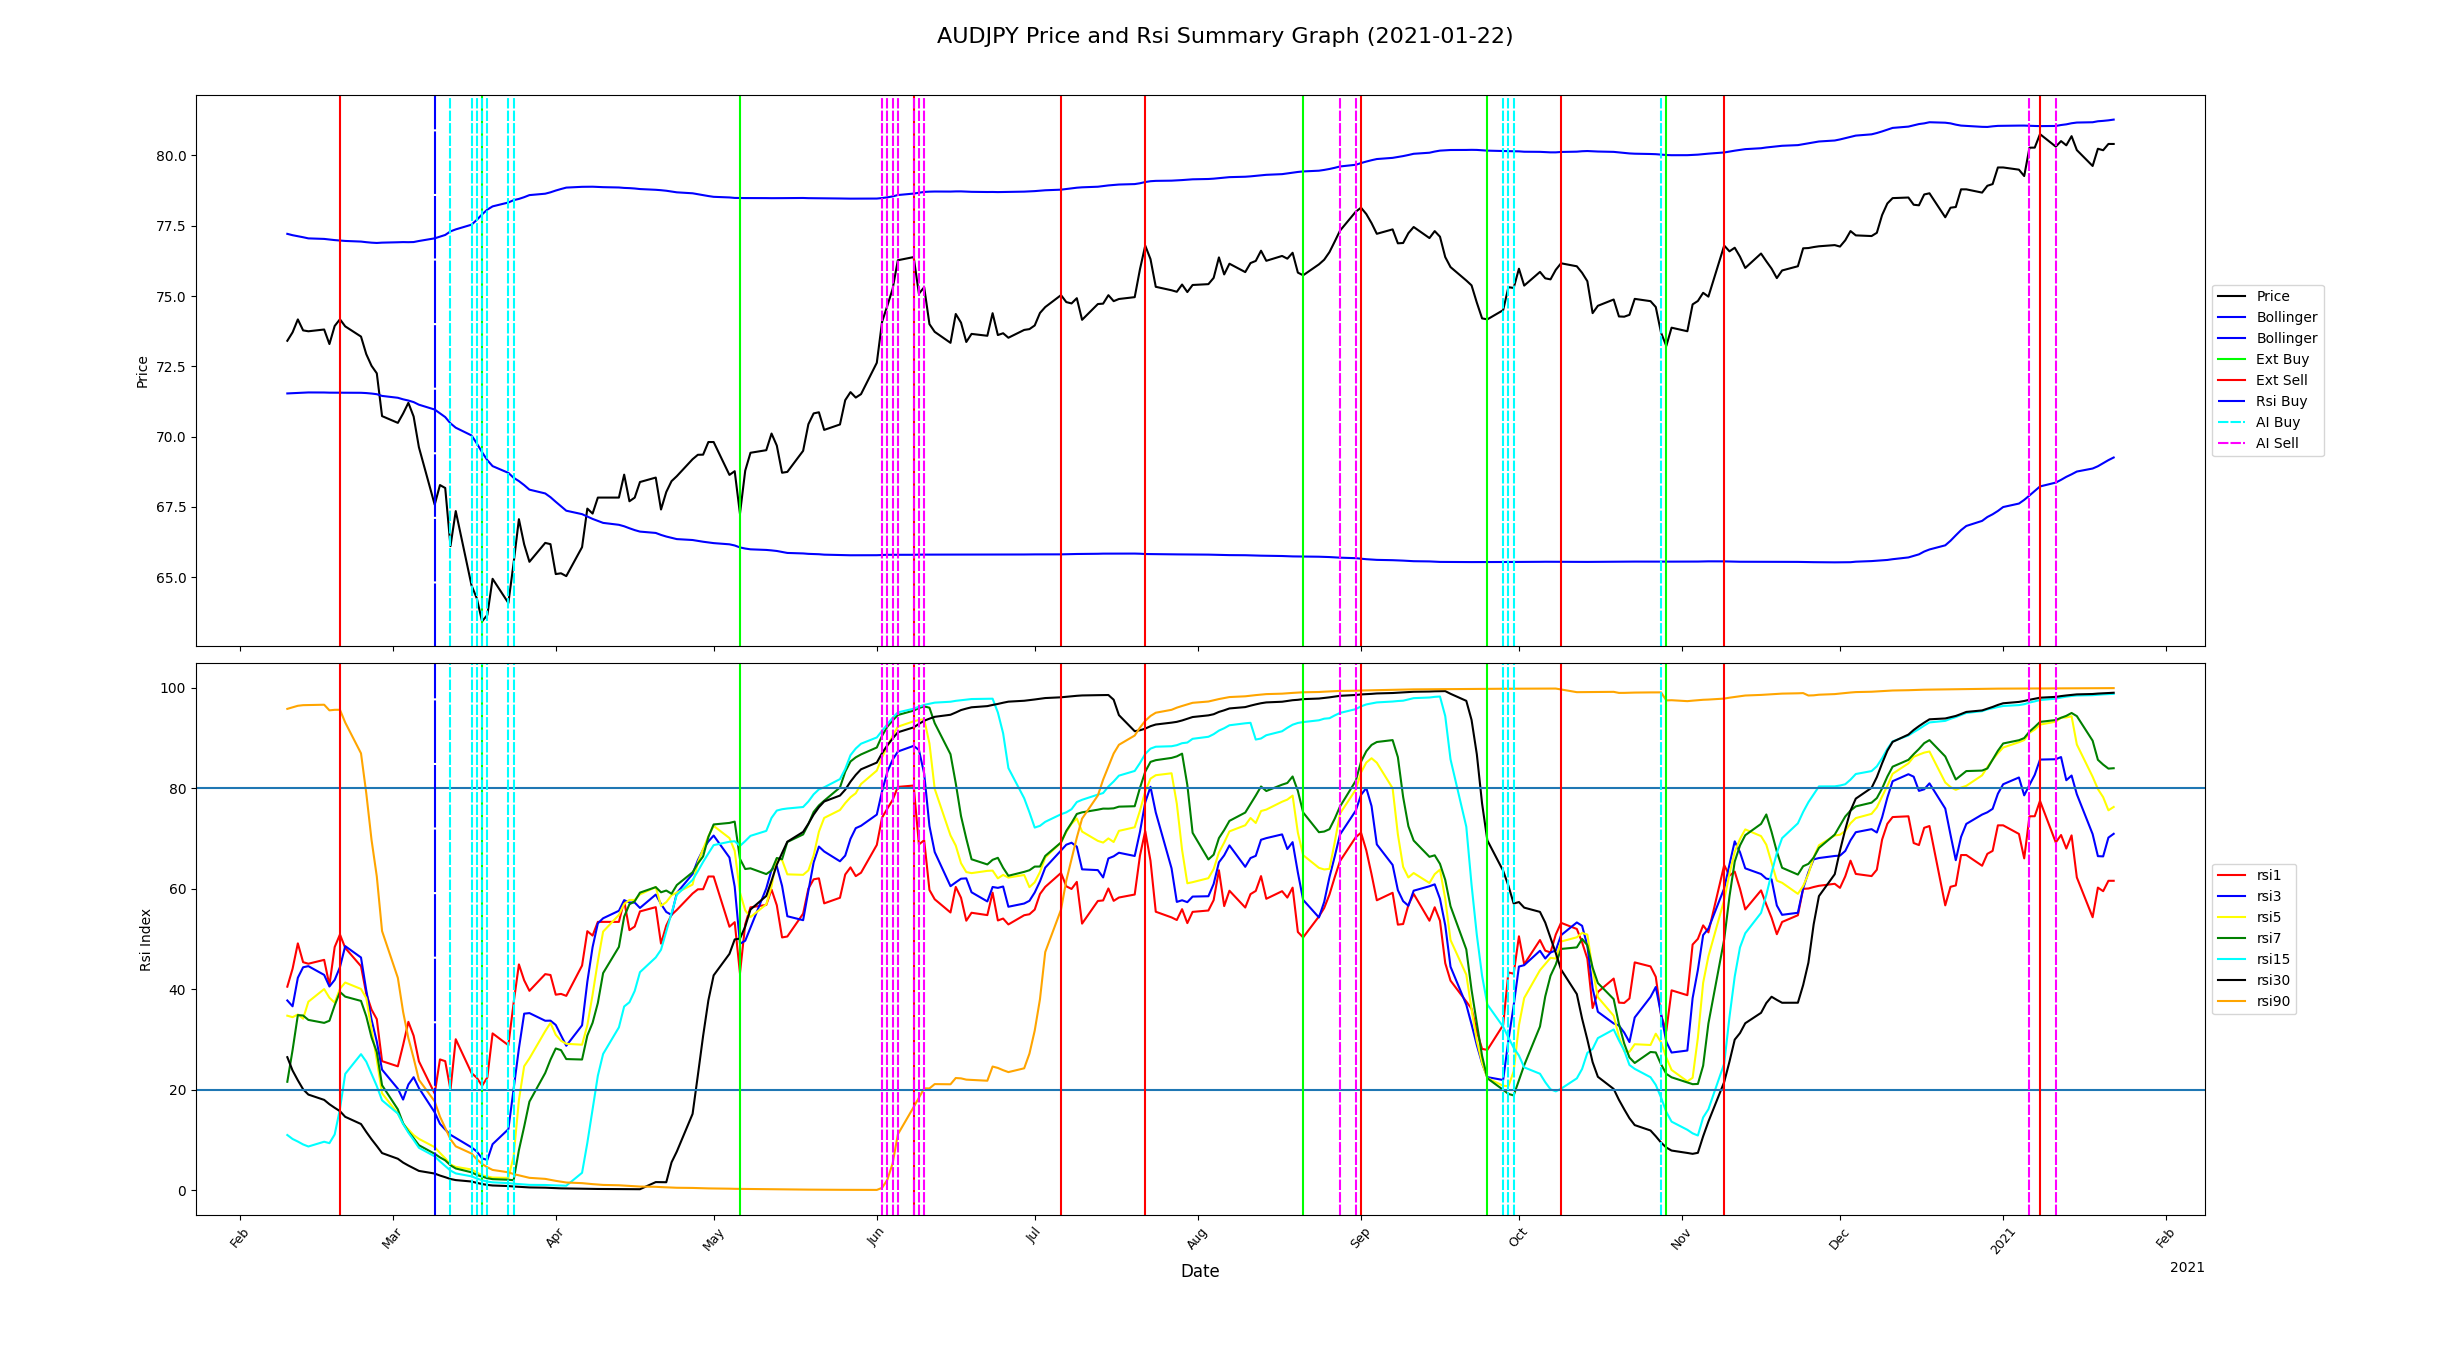 AUDJPY Price and Rsi Summary Graph (2021-01-22)
Price
80.0
77.5
75.0
72.5
70.0
67.5
65.0
Price
Bollinger
Bollinger
Ext Buy
Ext Sell
Rsi Buy
AI Buy
AI Sell
Rsi Index
100
80
60
40
20
0
rsi1
rsi3
rsi5
rsi7
rsi15
rsi30
rsi90
Feb Mar Apr May Jun Jul Aug Sep Oct Nov Dec 2021 Feb
Date
2021